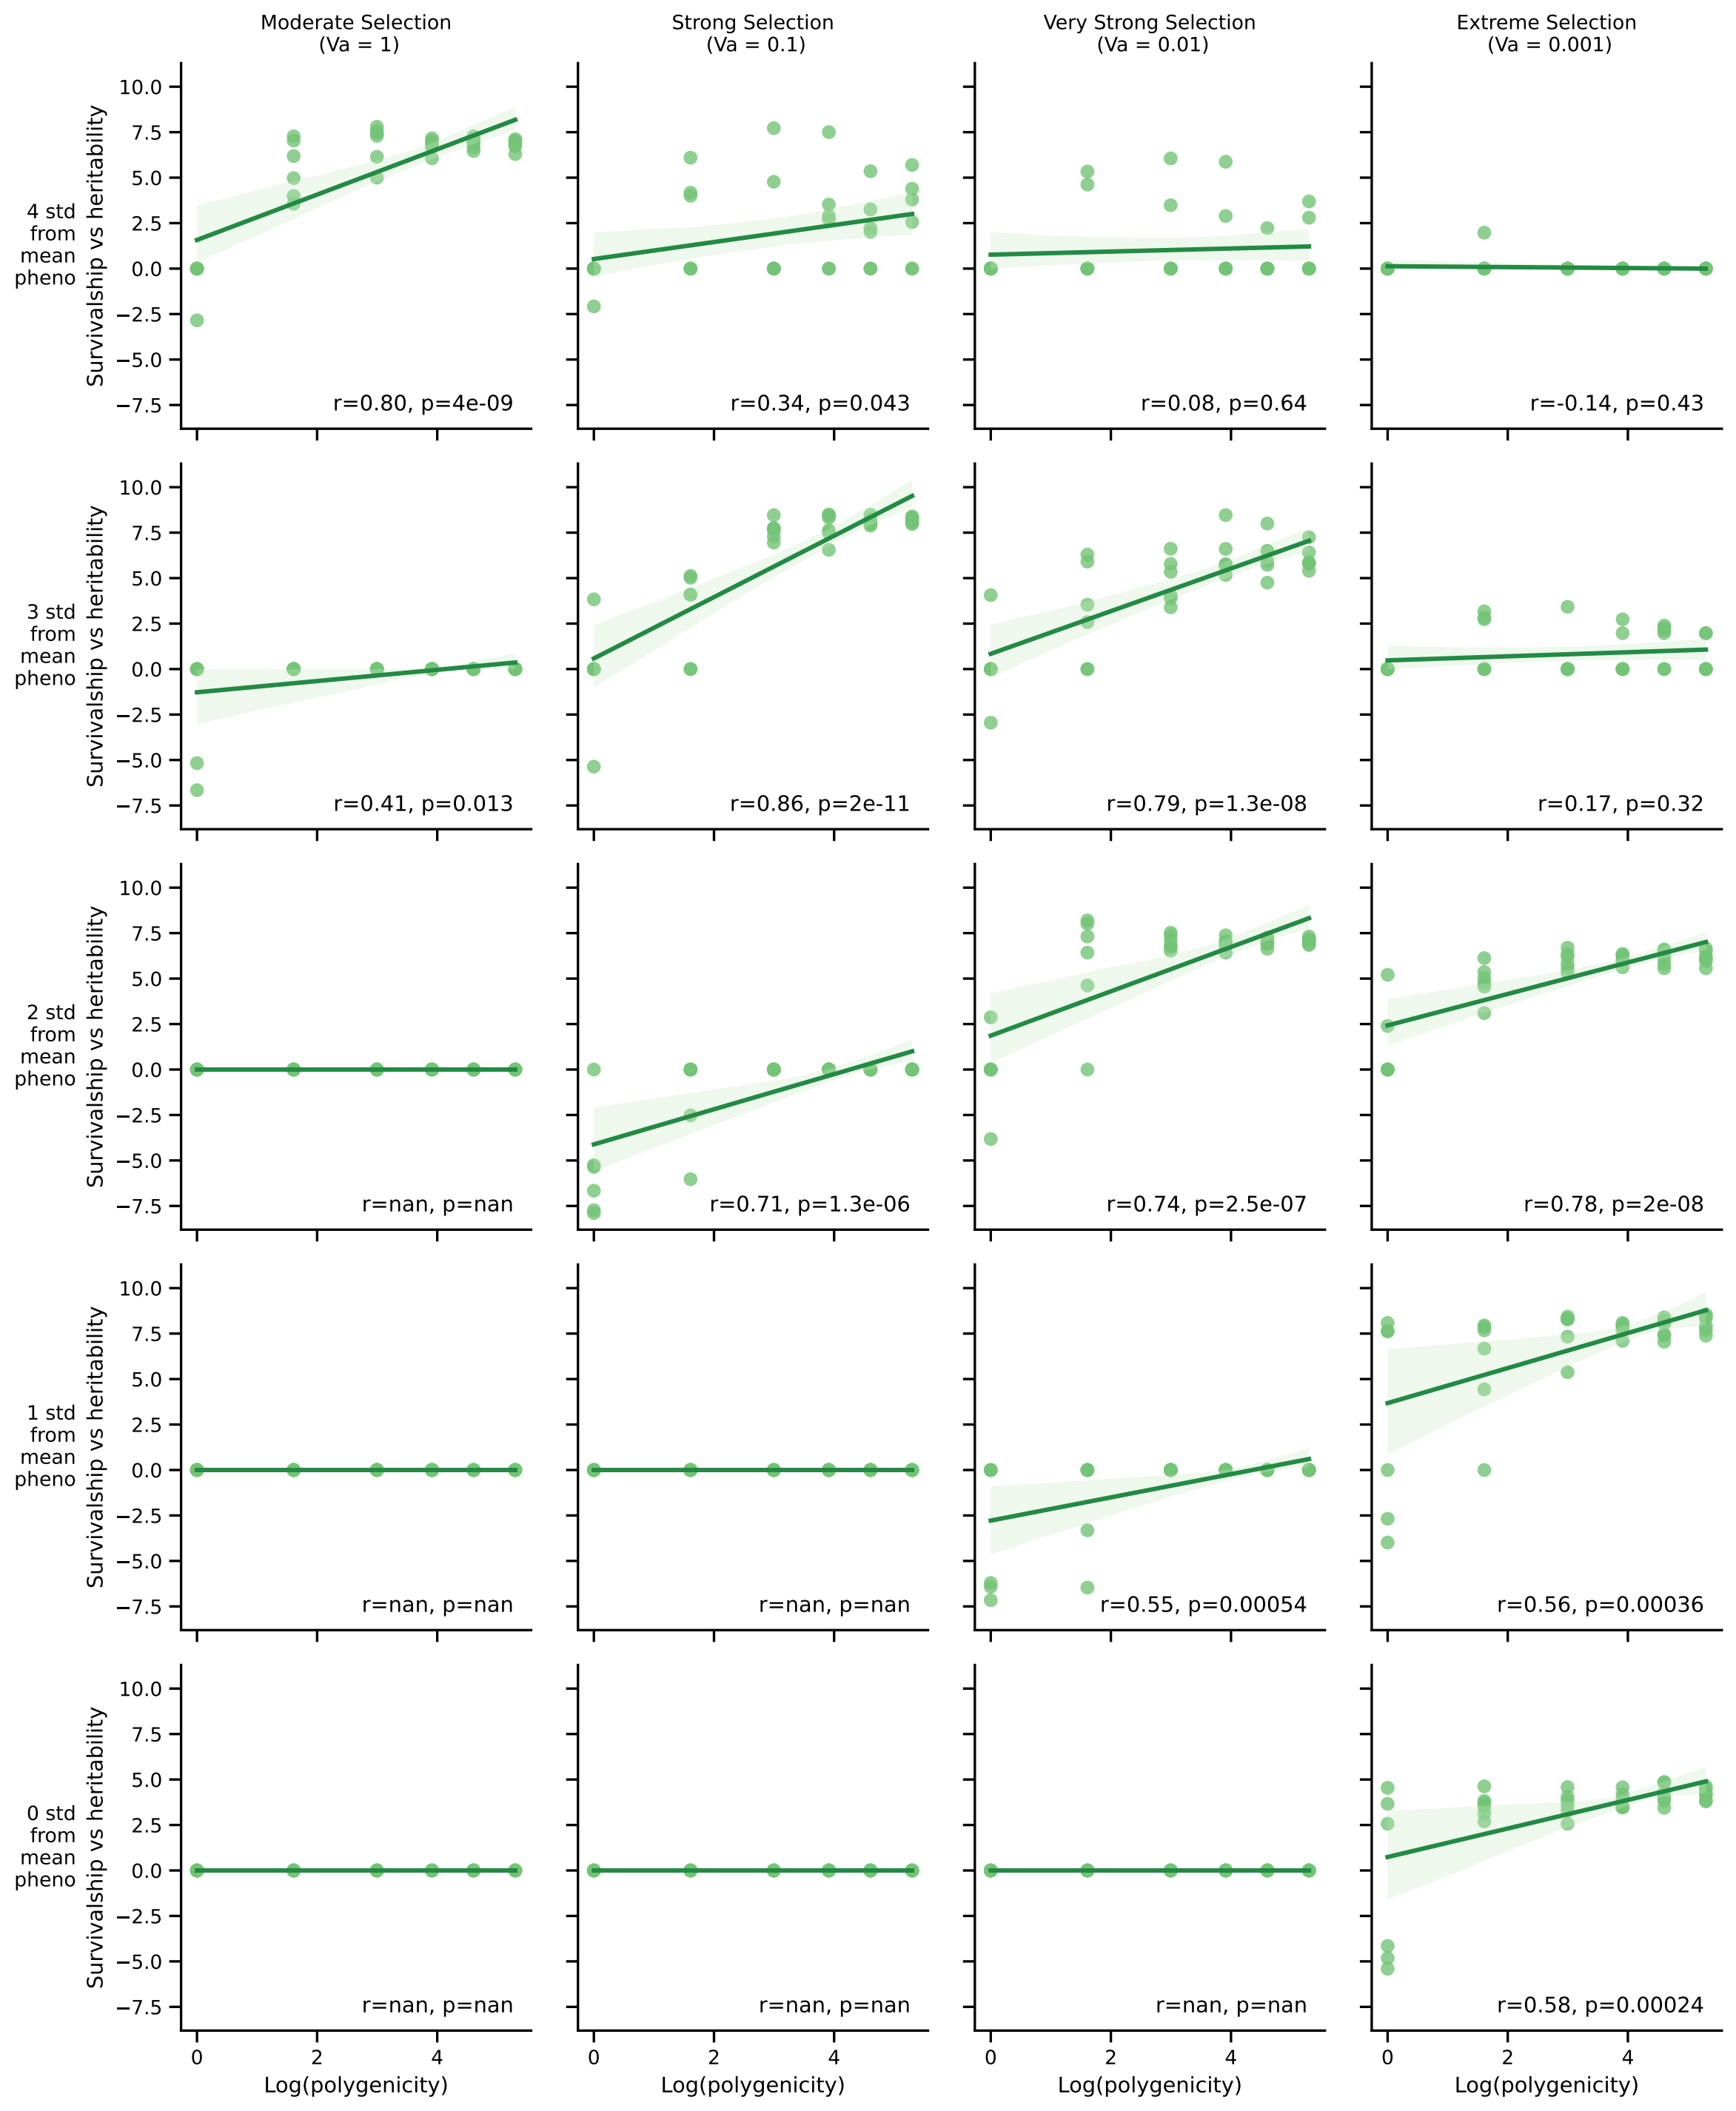 Moderate Selection
(Va = 1)
Strong Selection
(Va = 0.1)
Very Strong Selection
(Va = 0.01)
Extreme Selection
(Va = 0.001)
4 std
from
mean
pheno
Survivalship vs heritability
10.0
7.5
5.0
2.5
0.0
−2.5
−5.0
−7.5
r=0.80, p=4e-09
r=0.34, p=0.043
r=0.08, p=0.64
r=-0.14, p=0.43
3 std
from
mean
pheno
Survivalship vs heritability
10.0
7.5
5.0
2.5
0.0
−2.5
−5.0
−7.5
r=0.41, p=0.013
r=0.86, p=2e-11
r=0.79, p=1.3e-08
r=0.17, p=0.32
2 std
from
mean
pheno
Survivalship vs heritability
10.0
7.5
5.0
2.5
0.0
−2.5
−5.0
−7.5
r=nan, p=nan
r=0.71, p=1.3e-06
r=0.74, p=2.5e-07
r=0.78, p=2e-08
1 std
from
mean
pheno
Survivalship vs heritability
10.0
7.5
5.0
2.5
0.0
−2.5
−5.0
−7.5
r=nan, p=nan
r=nan, p=nan
r=0.55, p=0.00054
r=0.56, p=0.00036
0 std
from
mean
pheno
Survivalship vs heritability
10.0
7.5
5.0
2.5
0.0
−2.5
−5.0
−7.5
r=nan, p=nan
r=nan, p=nan
r=nan, p=nan
r=0.58, p=0.00024
0 2 4
0 2 4
0 2 4
0 2 4
Log(polygenicity)
Log(polygenicity)
Log(polygenicity)
Log(polygenicity)